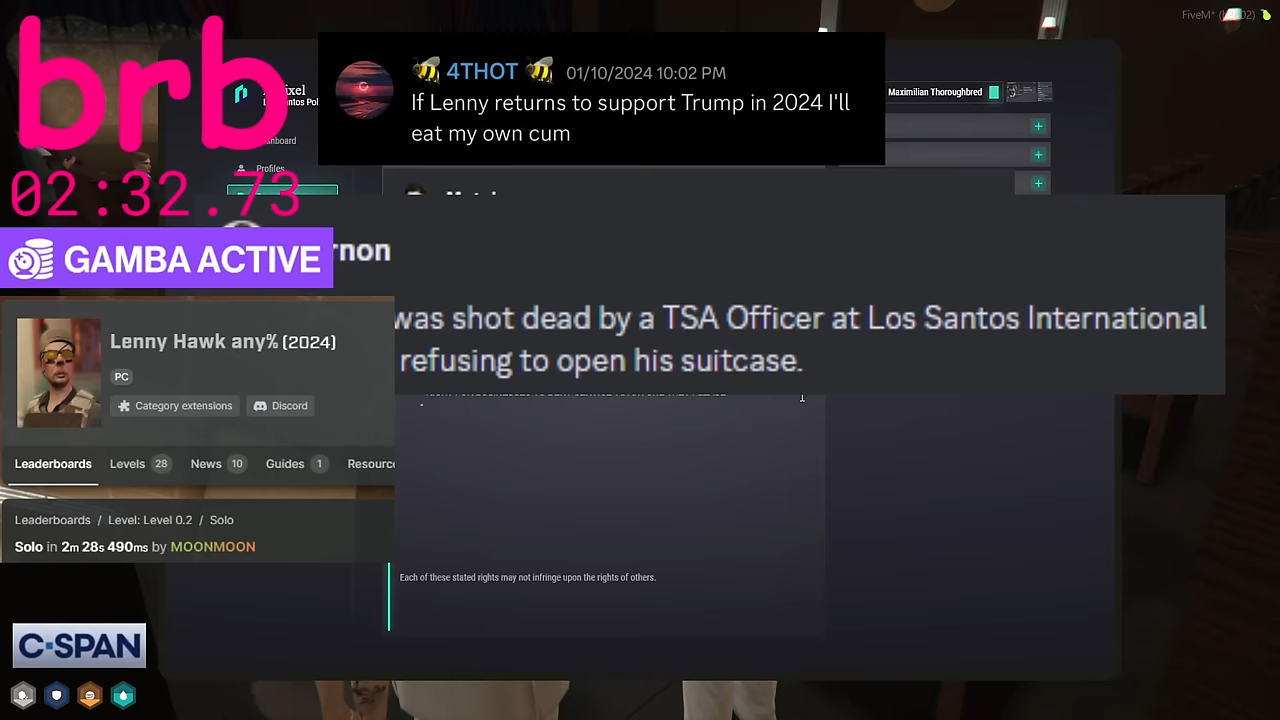 brb
FiveM*
🐝 4THOT 🐝 01/10/2024 10:02 PM
If Lenny returns to support Trump in 2024 I'll
eat my own cum
Maximilian Thoroughbred
Profiles
02:32.73
GAMBA ACTIVE
was shot dead by a TSA Officer at Los Santos International
refusing to open his suitcase.
Lenny Hawk any% (2024)
PC
Category extensions
Discord
Leaderboards Levels 28 News 10 Guides 1
Leaderboards / Level: Level 0.2 / Solo
Solo in 2m 28s 490ms by MOONMOON
Each of these stated rights may not infringe upon the rights of others.
C-SPAN